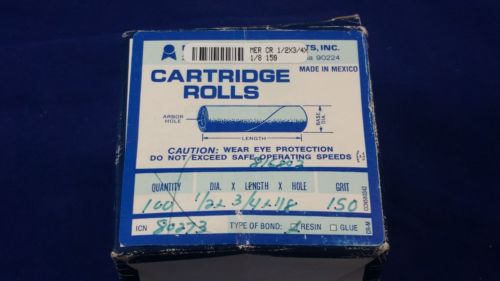 MER CR 1/2X3/4X
1/8 150
TS, INC.
90224
MADE IN MEXICO
CARTRIDGE
ROLLS
ARBOR
HOLE
BASE
DIA.
LENGTH
CAUTION: WEAR EYE PROTECTION
DO NOT EXCEED SAFE OPERATING SPEEDS
QUANTITY DIA. X LENGTH X HOLE GRIT
100 1/2 x 3/4 x 1/8 150
ICN 80273 TYPE OF BOND: RESIN GLUE